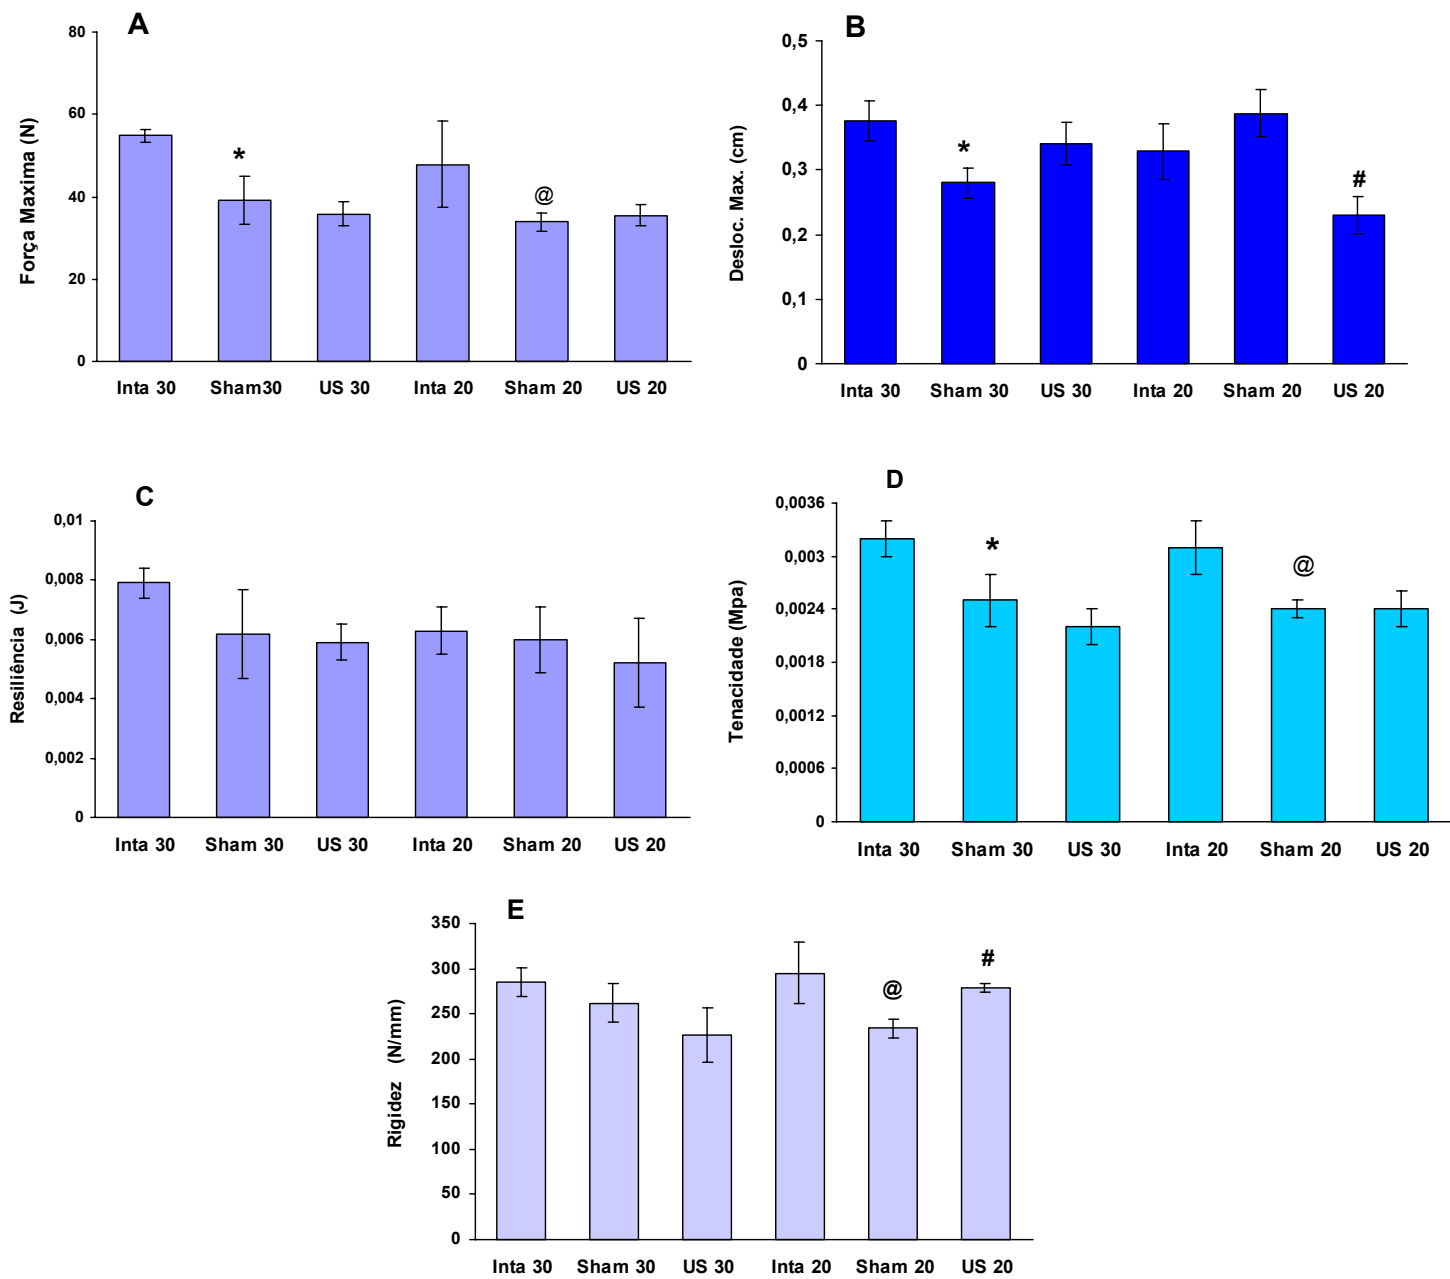 A
Força Maxima (N)
80
60
40
20
0
*
@
Inta 30 Sham30 US 30 Inta 20 Sham 20 US 20
B
Desloc. Max. (cm)
0,5
0,4
0,3
0,2
0,1
0
*
#
Inta 30 Sham 30 US 30 Inta 20 Sham 20 US 20
C
Resiliência (J)
0,01
0,008
0,006
0,004
0,002
0
Inta 30 Sham 30 US 30 Inta 20 Sham 20 US 20
D
Tenacidade (Mpa)
0,0036
0,003
0,0024
0,0018
0,0012
0,0006
0
*
@
Inta 30 Sham 30 US 30 Inta 20 Sham 20 US 20
E
Rigidez (N/mm)
350
300
250
200
150
100
50
0
@
#
Inta 30 Sham 30 US 30 Inta 20 Sham 20 US 20